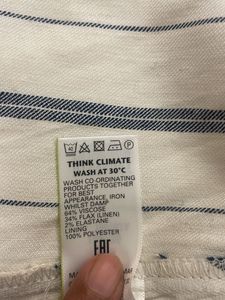 THINK CLIMATE
WASH AT 30°C
WASH CO-ORDINATING
PRODUCTS TOGETHER
FOR BEST
APPEARANCE, IRON
WHILST DAMP
64% VISCOSE
34% FLAX (LINEN)
2% ELASTANE
LINING
100% POLYESTER
EAC